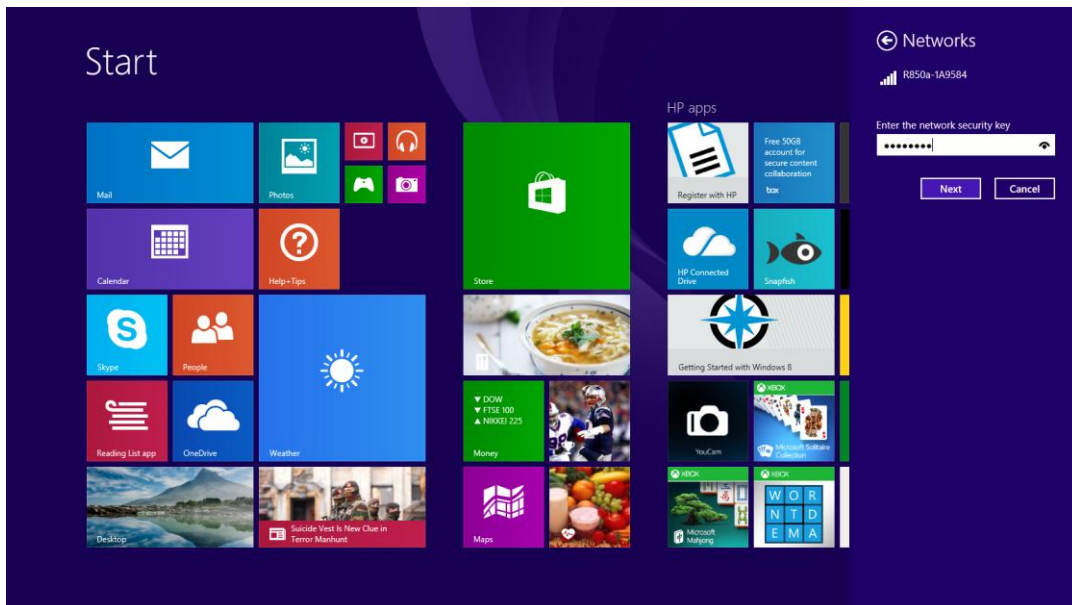 Start
Mail
Photos
Calendar
Help+Tips
Skype
People
Reading List app
OneDrive
Weather
Desktop
Suicide Vest Is New Clue in
Terror Manhunt
Store
▼ DOW
▼ FTSE 100
▲ NIKKEI 225
Money
Maps
HP apps
Register with HP
Free 50GB
account for
secure content
collaboration
box
HP Connected
Drive
Snapfish
Getting Started with Windows 8
YouCam
XBOX
Microsoft Solitaire
Collection
XBOX
Microsoft
Mahjong
XBOX
W O R
N T D
E M A
Networks
R850a-1A9584
Enter the network security key
Next
Cancel